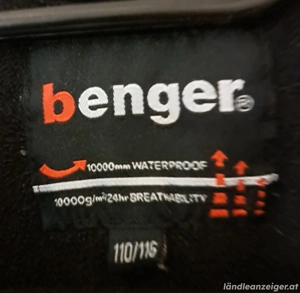 benger®
10000mm WATERPROOF
10000g/m²/24hr BREATHABILITY
110/116
ländleanzeiger.at